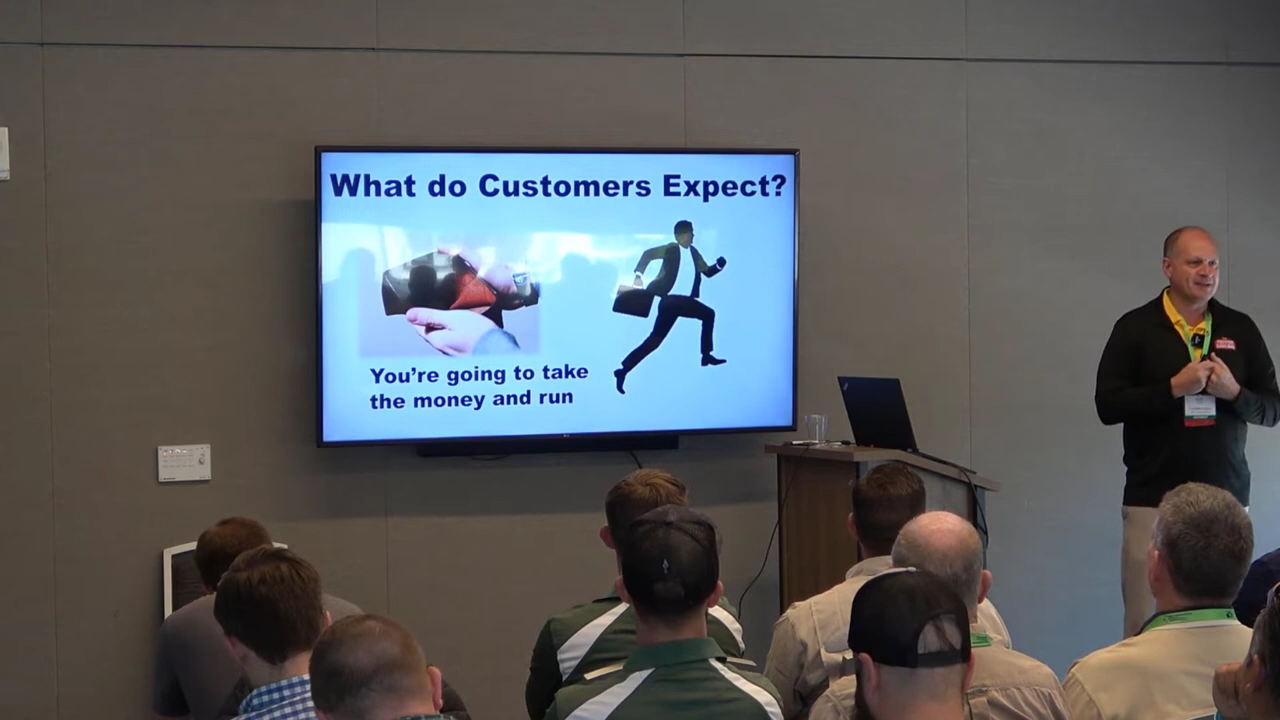 What do Customers Expect?
You're going to take
the money and run